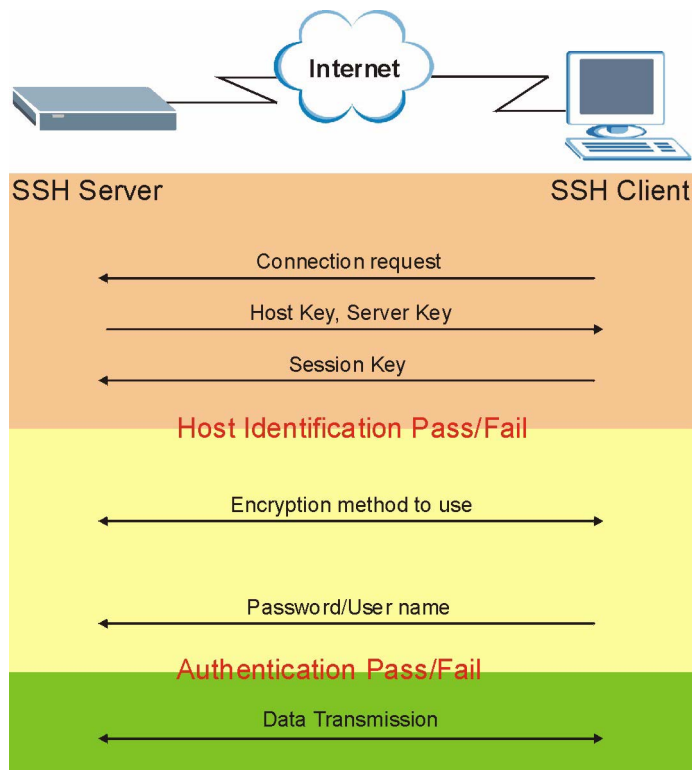 Internet
SSH Server
SSH Client
Connection request
Host Key, Server Key
Session Key
Host Identification Pass/Fail
Encryption method to use
Password/User name
Authentication Pass/Fail
Data Transmission